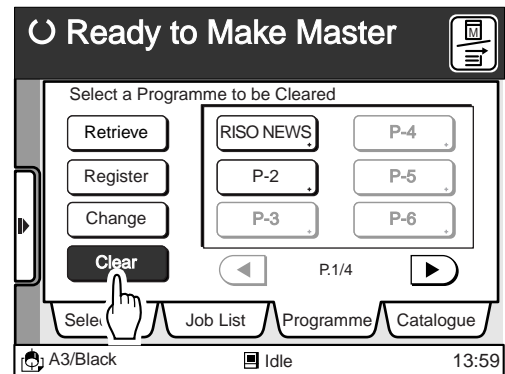 Ready to Make Master
M
Select a Programme to be Cleared
Retrieve
RISO NEWS
P-4
Register
P-2
P-5
Change
P-3
P-6
Clear
P.1/4
Job List
Programme
Catalogue
A3/Black
Idle
13:59